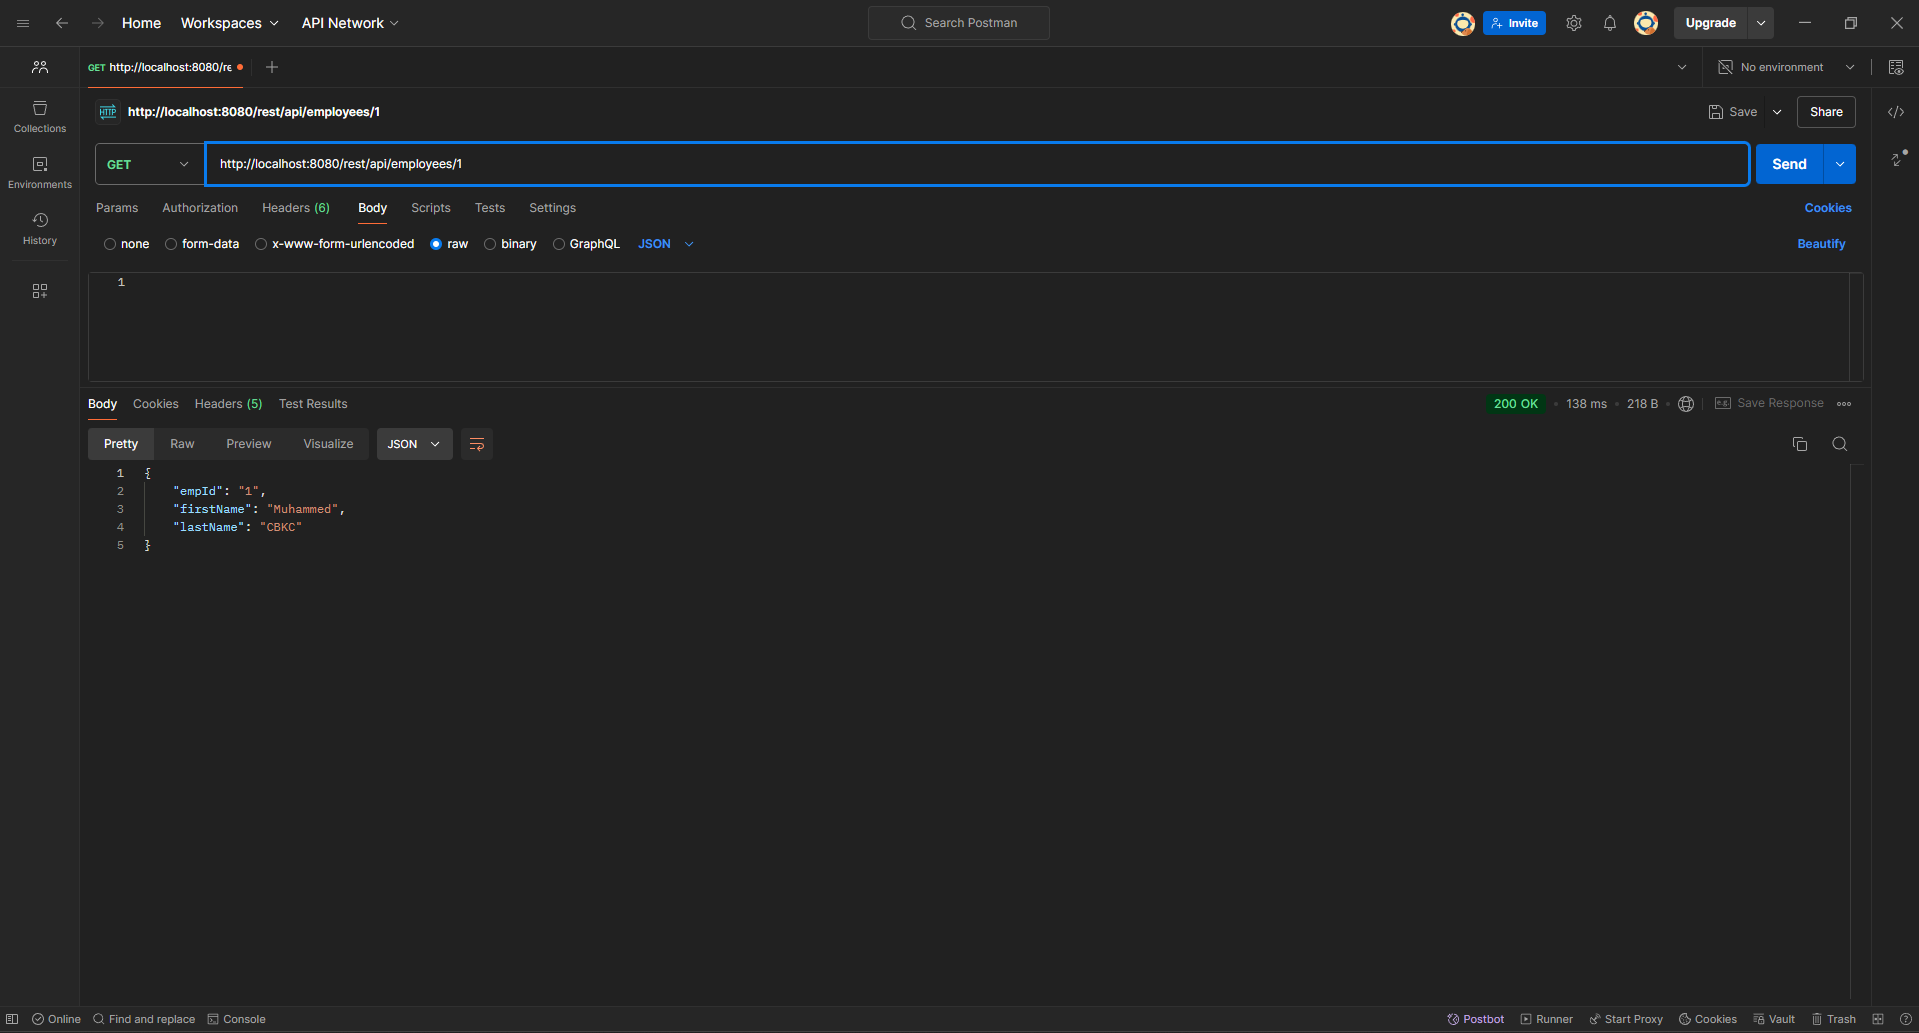 Home Workspaces API Network Search Postman Invite Upgrade
GET http://localhost:8080/re No environment
HTTP http://localhost:8080/rest/api/employees/1 Save Share
Collections
GET http://localhost:8080/rest/api/employees/1 Send
Environments
Params Authorization Headers (6) Body Scripts Tests Settings Cookies
History
none form-data x-www-form-urlencoded raw binary GraphQL JSON Beautify
1
Body Cookies Headers (5) Test Results 200 OK 138 ms 218 B e.g. Save Response
Pretty Raw Preview Visualize JSON
1 {
2 "empId": "1",
3 "firstName": "Muhammed",
4 "lastName": "CBKC"
5 }
Online Find and replace Console Postbot Runner Start Proxy Cookies Vault Trash